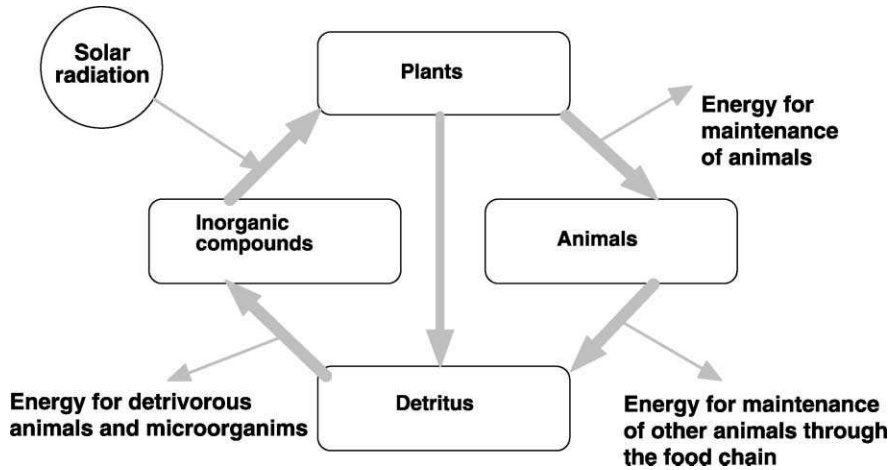 Solar
radiation
Plants
Energy for
maintenance
of animals
Inorganic
compounds
Animals
Detritus
Energy for detrivorous
animals and microorganims
Energy for maintenance
of other animals through
the food chain